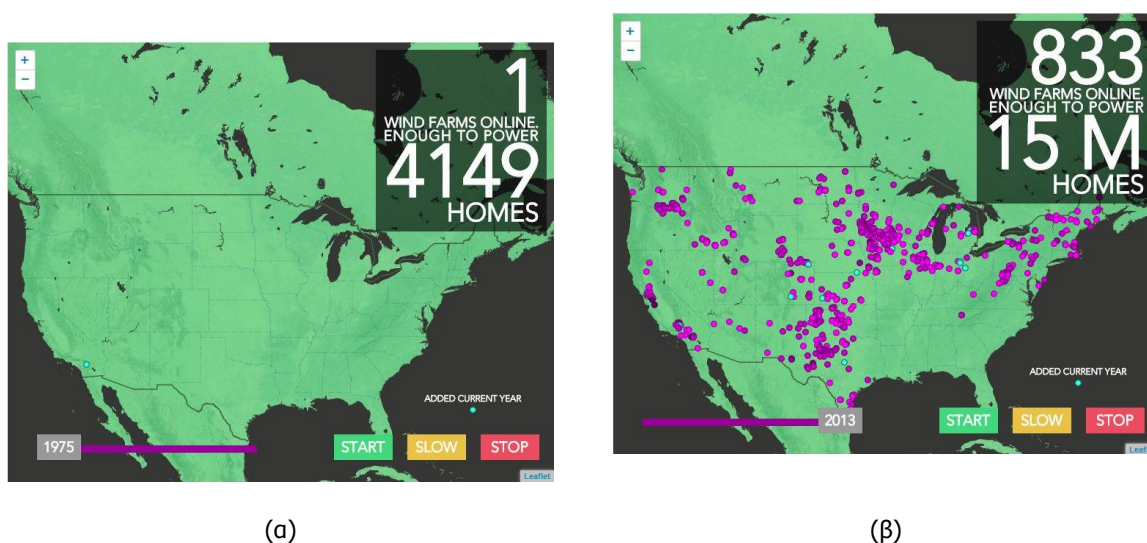 +
−
1
WIND FARMS ONLINE.
ENOUGH TO POWER
4149
HOMES
ADDED CURRENT YEAR
1975
START
SLOW
STOP
Leaflet
(α)
+
−
833
WIND FARMS ONLINE.
ENOUGH TO POWER
15 M
HOMES
ADDED CURRENT YEAR
2013
START
SLOW
STOP
Leaf
(β)